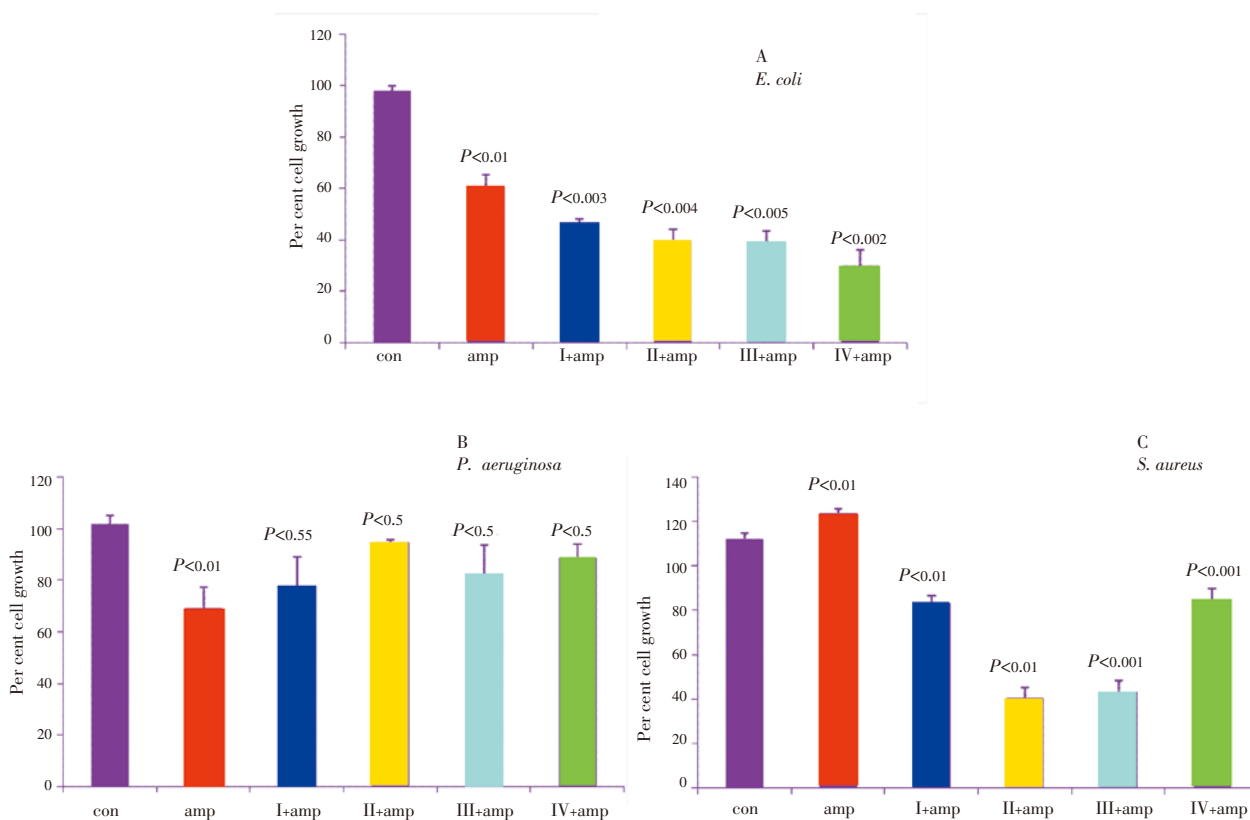 A
E. coli
Per cent cell growth
120
100
80
60
40
20
0
P<0.01
P<0.003
P<0.004
P<0.005
P<0.002
con amp I+amp II+amp III+amp IV+amp
B
P. aeruginosa
Per cent cell growth
120
100
80
60
40
20
0
P<0.01
P<0.55
P<0.5
P<0.5
P<0.5
con amp I+amp II+amp III+amp IV+amp
C
S. aureus
Per cent cell growth
140
120
100
80
60
40
20
0
P<0.01
P<0.01
P<0.01
P<0.001
P<0.001
con amp I+amp II+amp III+amp IV+amp